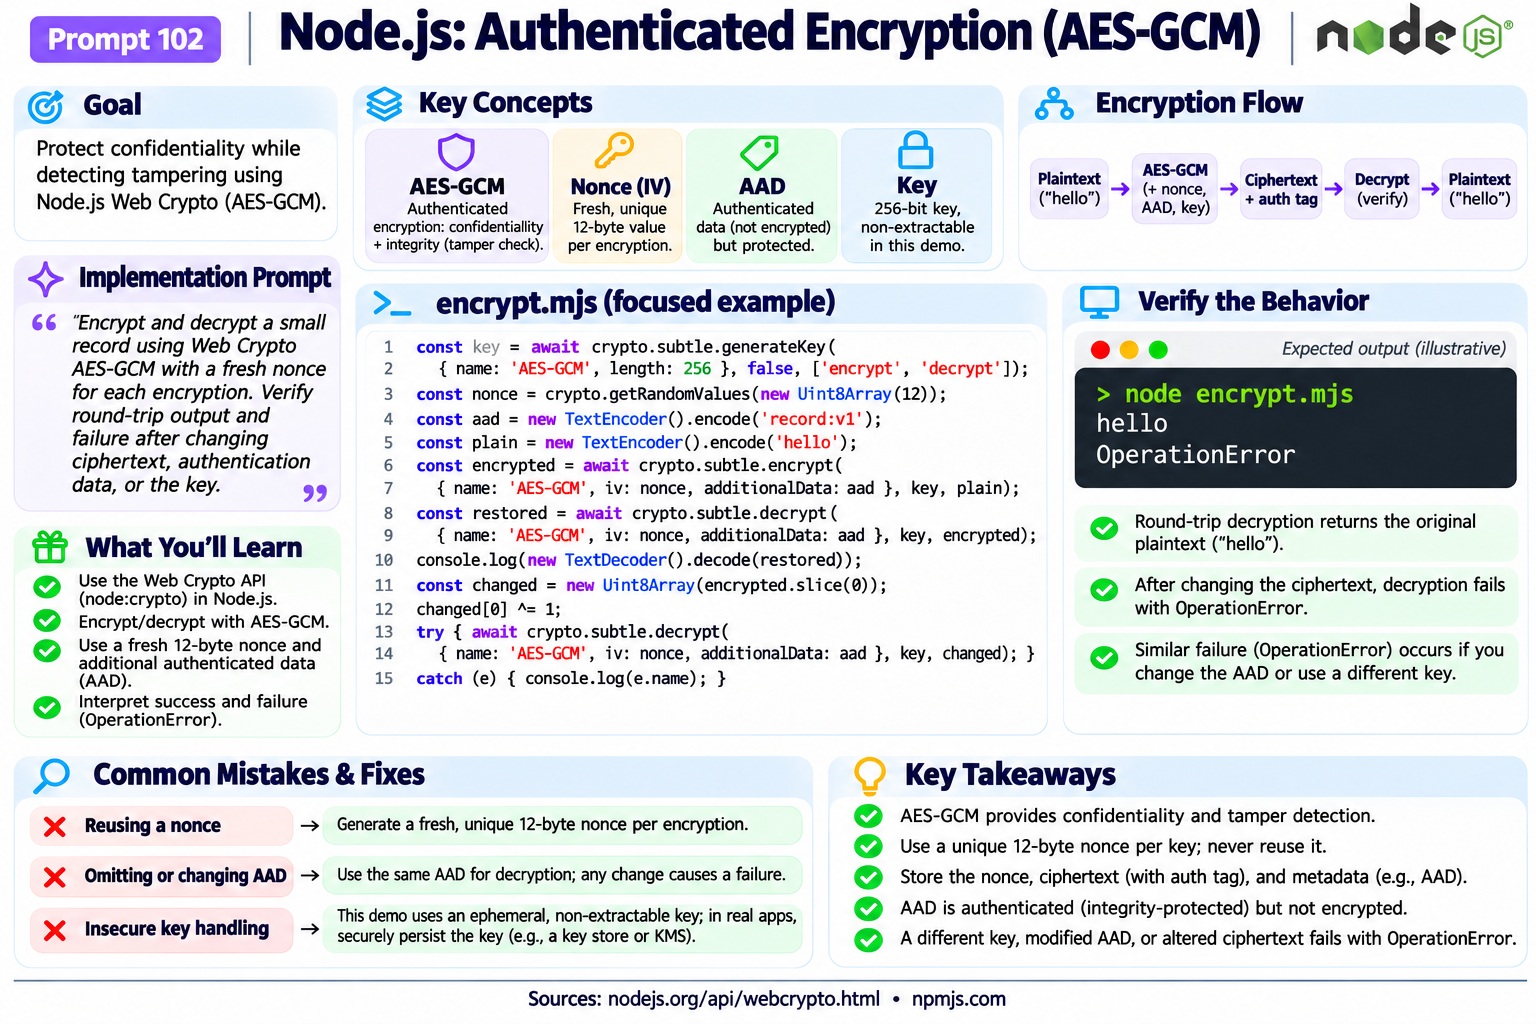 Prompt 102
Node.js: Authenticated Encryption (AES-GCM)
node JS ®
Goal
Protect confidentiality while
detecting tampering using
Node.js Web Crypto (AES-GCM).
Key Concepts
AES-GCM
Authenticated
encryption: confidentiallity
+ integrity (tamper check).
Nonce (IV)
Fresh, unique
12-byte value
per encryption.
AAD
Authenticated
data (not encrypted)
but protected.
Key
256-bit key,
non-extractable
in this demo.
Encryption Flow
Plaintext
(“hello”)
AES-GCM
(+ nonce,
AAD, key)
Ciphertext
+ auth tag
Decrypt
(verify)
Plaintext
(“hello”)
Implementation Prompt
“Encrypt and decrypt a small
record using Web Crypto
AES-GCM with a fresh nonce
for each encryption. Verify
round-trip output and
failure after changing
ciphertext, authentication
data, or the key.
”
What You’ll Learn
Use the Web Crypto API
(node:crypto) in Node.js.
Encrypt/decrypt with AES-GCM.
Use a fresh 12-byte nonce and
additional authenticated data
(AAD).
Interpret success and failure
(OperationError).
encrypt.mjs (focused example)
1 const key = await crypto.subtle.generateKey(
2 { name: 'AES-GCM', length: 256 }, false, ['encrypt', 'decrypt']);
3 const nonce = crypto.getRandomValues(new Uint8Array(12));
4 const aad = new TextEncoder().encode('record:v1');
5 const plain = new TextEncoder().encode('hello');
6 const encrypted = await crypto.subtle.encrypt(
7 { name: 'AES-GCM', iv: nonce, additionalData: aad }, key, plain);
8 const restored = await crypto.subtle.decrypt(
9 { name: 'AES-GCM', iv: nonce, additionalData: aad }, key, encrypted);
10 console.log(new TextDecoder().decode(restored));
11 const changed = new Uint8Array(encrypted.slice(0));
12 changed[0] ^= 1;
13 try { await crypto.subtle.decrypt(
14 { name: 'AES-GCM', iv: nonce, additionalData: aad }, key, changed); }
15 catch (e) { console.log(e.name); }
Verify the Behavior
Expected output (illustrative)
> node encrypt.mjs
hello
OperationError
Round-trip decryption returns the original
plaintext (“hello”).
After changing the ciphertext, decryption fails
with OperationError.
Similar failure (OperationError) occurs if you
change the AAD or use a different key.
Common Mistakes & Fixes
Reusing a nonce → Generate a fresh, unique 12-byte nonce per encryption.
Omitting or changing AAD → Use the same AAD for decryption; any change causes a failure.
Insecure key handling → This demo uses an ephemeral, non-extractable key; in real apps,
securely persist the key (e.g., a key store or KMS).
Key Takeaways
AES-GCM provides confidentiality and tamper detection.
Use a unique 12-byte nonce per key; never reuse it.
Store the nonce, ciphertext (with auth tag), and metadata (e.g., AAD).
AAD is authenticated (integrity-protected) but not encrypted.
A different key, modified AAD, or altered ciphertext fails with OperationError.
Sources: nodejs.org/api/webcrypto.html • npmjs.com